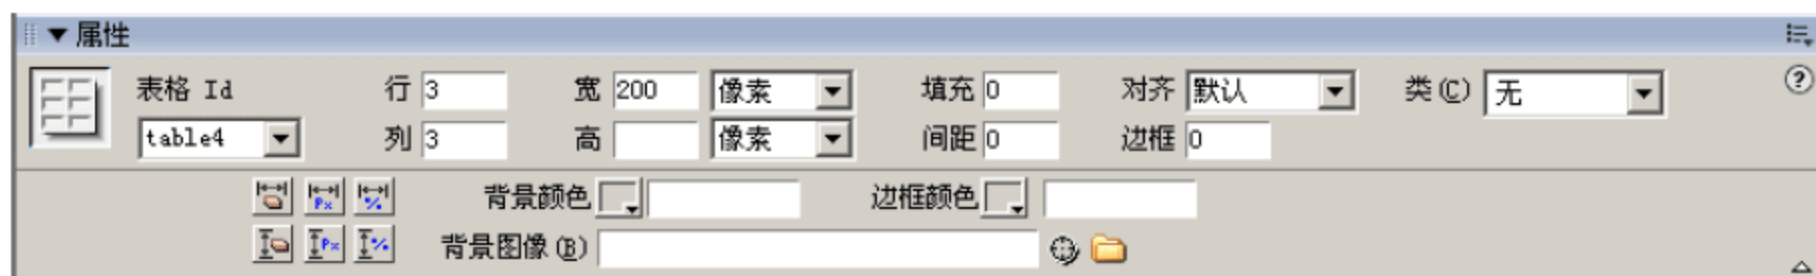 属性
表格 Id 行 3 宽 200 像素 填充 0 对齐 默认 类(C) 无
table4 列 3 高 像素 间距 0 边框 0
背景颜色 边框颜色
背景图像(B)